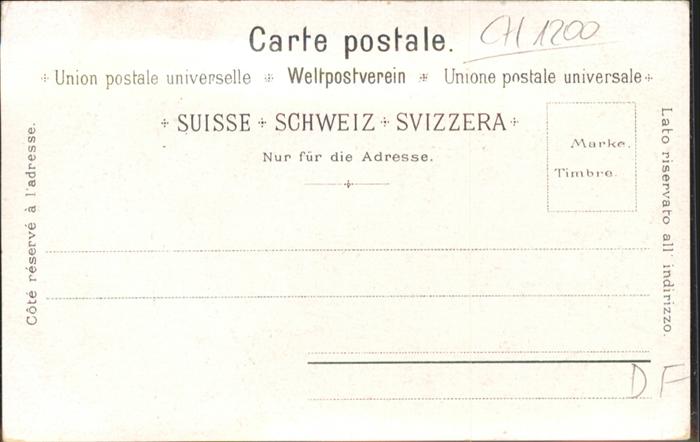 CH 1200
Carte postale.
Union postale universelle Weltpostverein Unione postale universale
SUISSE SCHWEIZ SVIZZERA
Nur für die Adresse.
Marke.
Timbre.
Côté réservé à l'adresse.
Lato riservato all' indirizzo.
D F